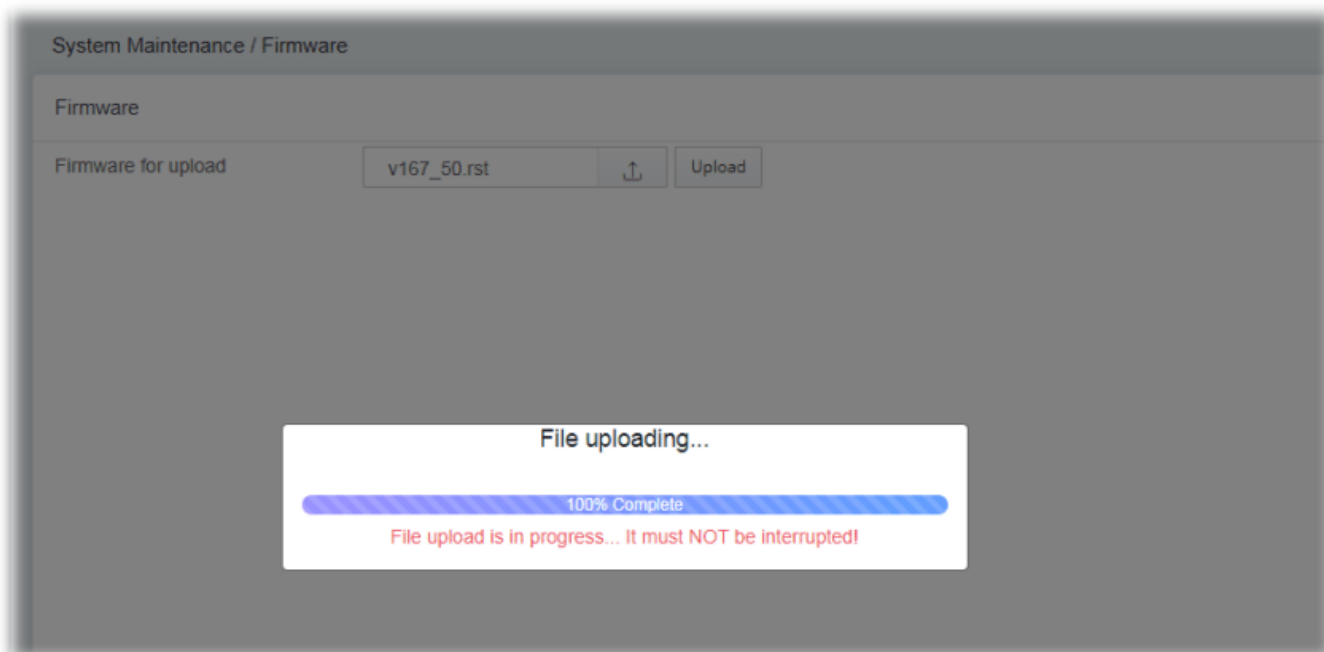 System Maintenance / Firmware
Firmware
Firmware for upload v167_50.rst Upload
File uploading...
100% Complete
File upload is in progress... It must NOT be interrupted!